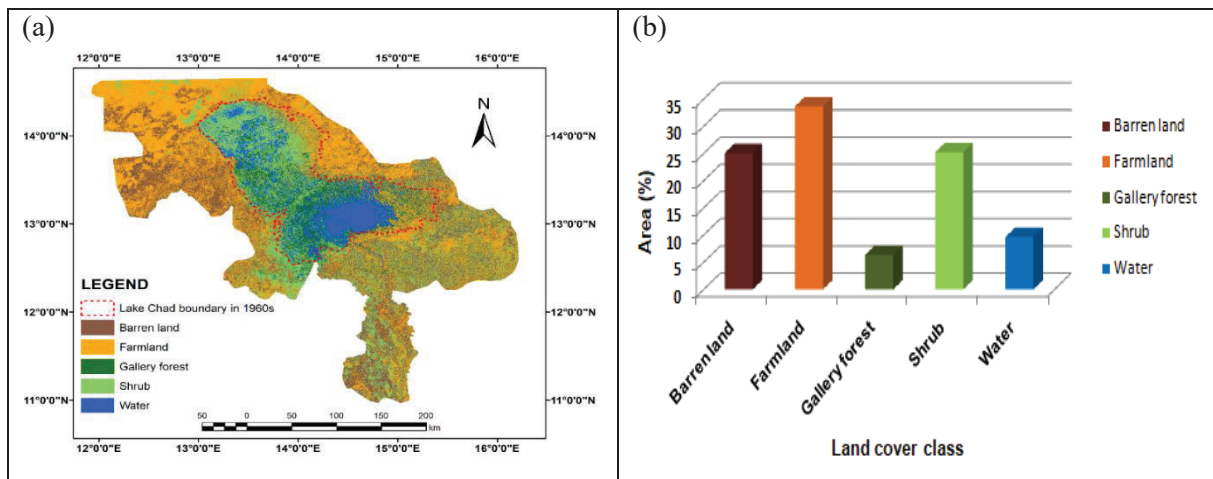 (a)
12°0'0"E 13°0'0"E 14°0'0"E 15°0'0"E 16°0'0"E
N
14°0'0"N 14°0'0"N
13°0'0"N 13°0'0"N
12°0'0"N 12°0'0"N
11°0'0"N 11°0'0"N
LEGEND
Lake Chad boundary in 1960s
Barren land
Farmland
Gallery forest
Shrub
Water
50 0 50 100 150 200
km
12°0'0"E 13°0'0"E 14°0'0"E 15°0'0"E 16°0'0"E
(b)
Area (%)
35
30
25
20
15
10
5
0
Barren land
Farmland
Gallery forest
Shrub
Water
Land cover class
Barren land
Farmland
Gallery forest
Shrub
Water